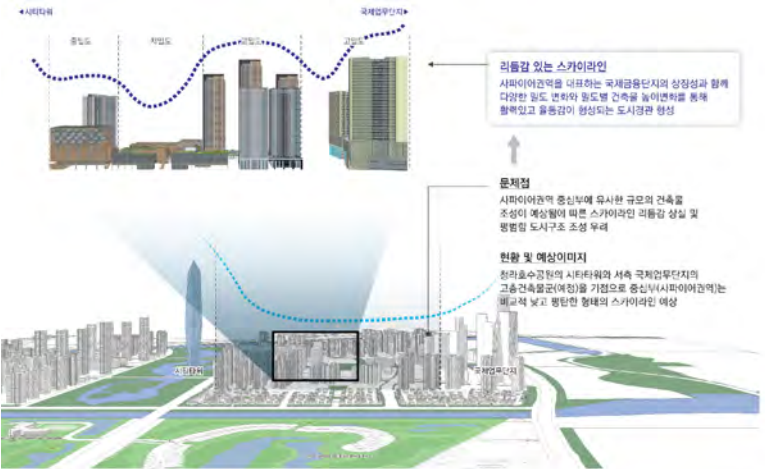 ◀시티타워
국제업무단지▶
중밀도
저밀도
고밀도
고밀도
리듬감 있는 스카이라인
사파이어권역을 대표하는 국제금융단지의 상징성과 함께
다양한 밀도 변화와 밀도별 건축물 높이변화를 통해
활력있고 율동감이 형성되는 도시경관 형성
문제점
사파이어권역 중심부에 유사한 규모의 건축물
조성이 예상됨에 따른 스카이라인 리듬감 상실 및
평범한 도시구조 조성 우려
현황 및 예상이미지
청라호수공원의 시티타워와 서측 국제업무단지의
고층건축물군(예정)을 기점으로 중심부(사파이어권역)는
비교적 낮고 평탄한 형태의 스카이라인 예상
시티타워
국제업무단지